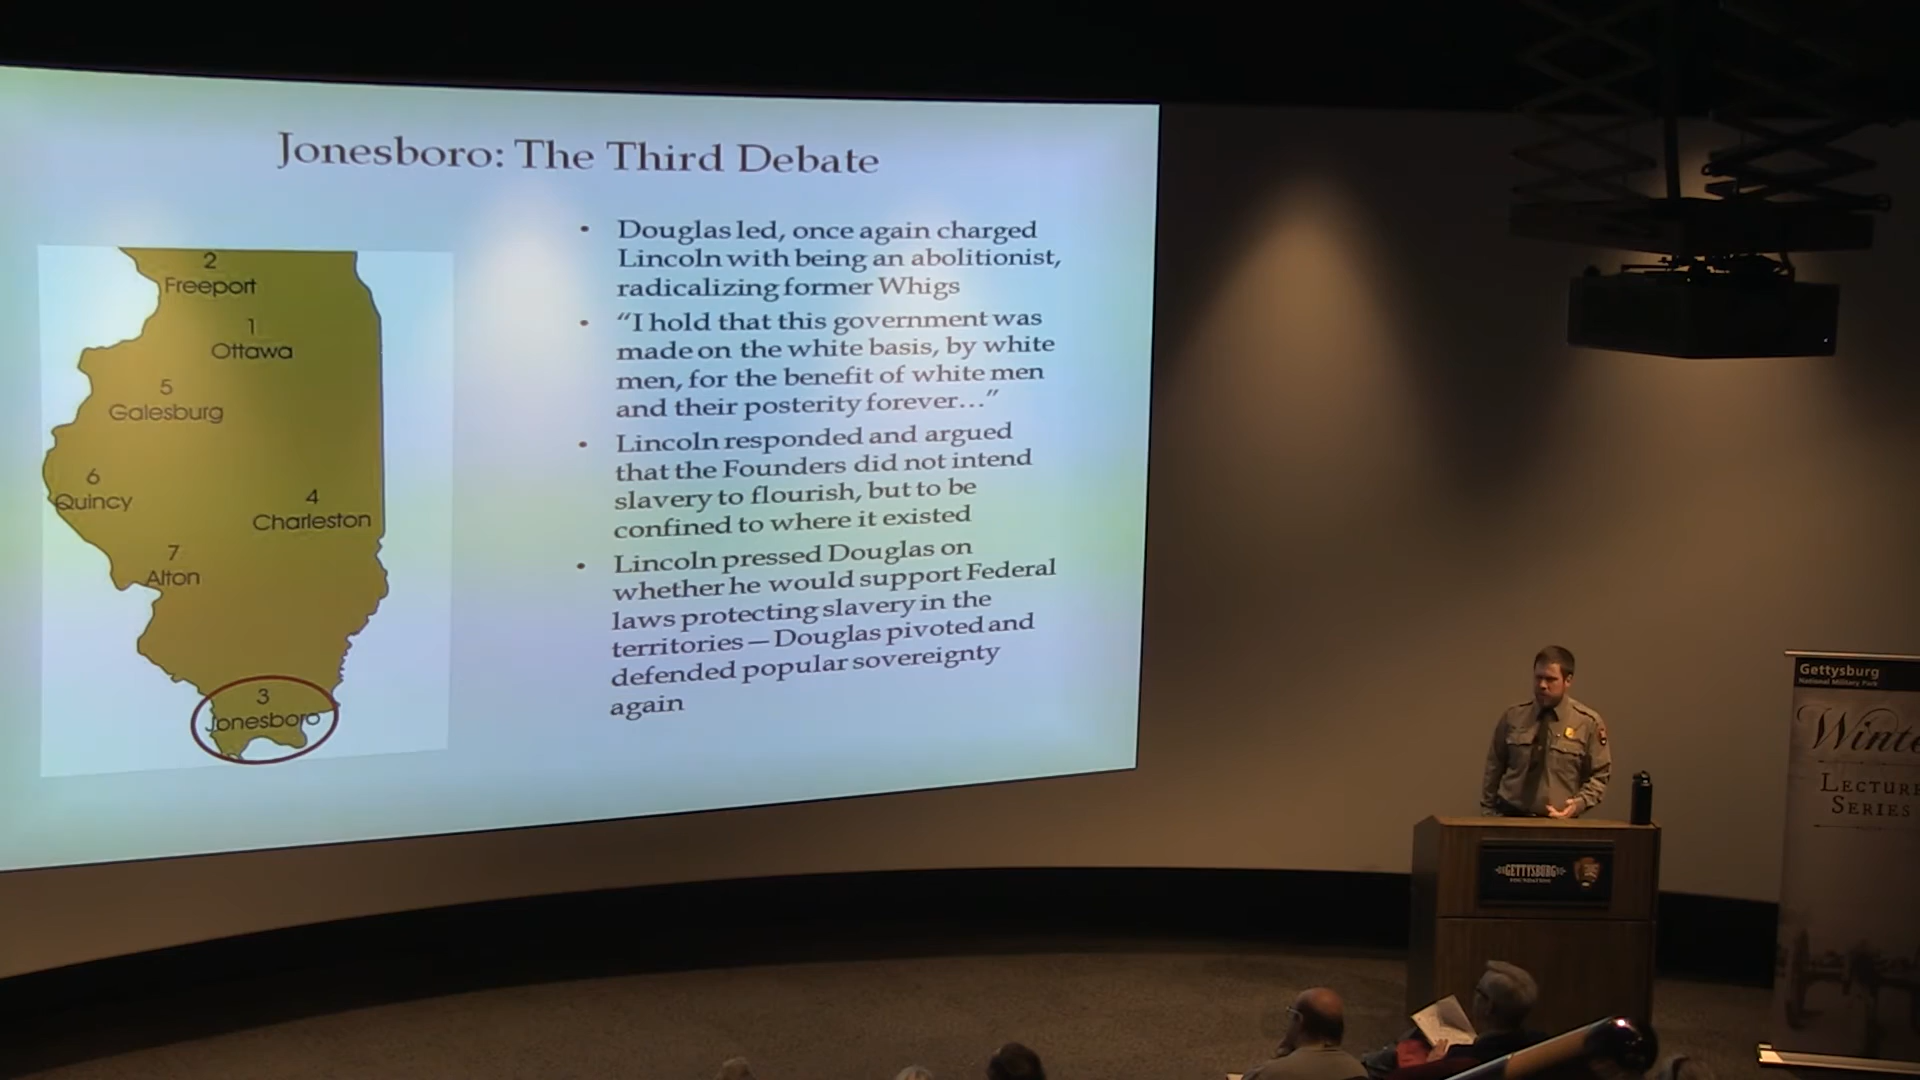 Jonesboro: The Third Debate
2
Freeport
1
Ottawa
5
Galesburg
6
Quincy
4
Charleston
7
Alton
3
Jonesboro
• Douglas led, once again charged
Lincoln with being an abolitionist,
radicalizing former Whigs
• “I hold that this government was
made on the white basis, by white
men, for the benefit of white men
and their posterity forever…”
• Lincoln responded and argued
that the Founders did not intend
slavery to flourish, but to be
confined to where it existed
• Lincoln pressed Douglas on
whether he would support Federal
laws protecting slavery in the
territories—Douglas pivoted and
defended popular sovereignty
again
Gettysburg
National Military Park
Winte
LECTURE
SERIES
GETTYSBURG
FOUNDATION